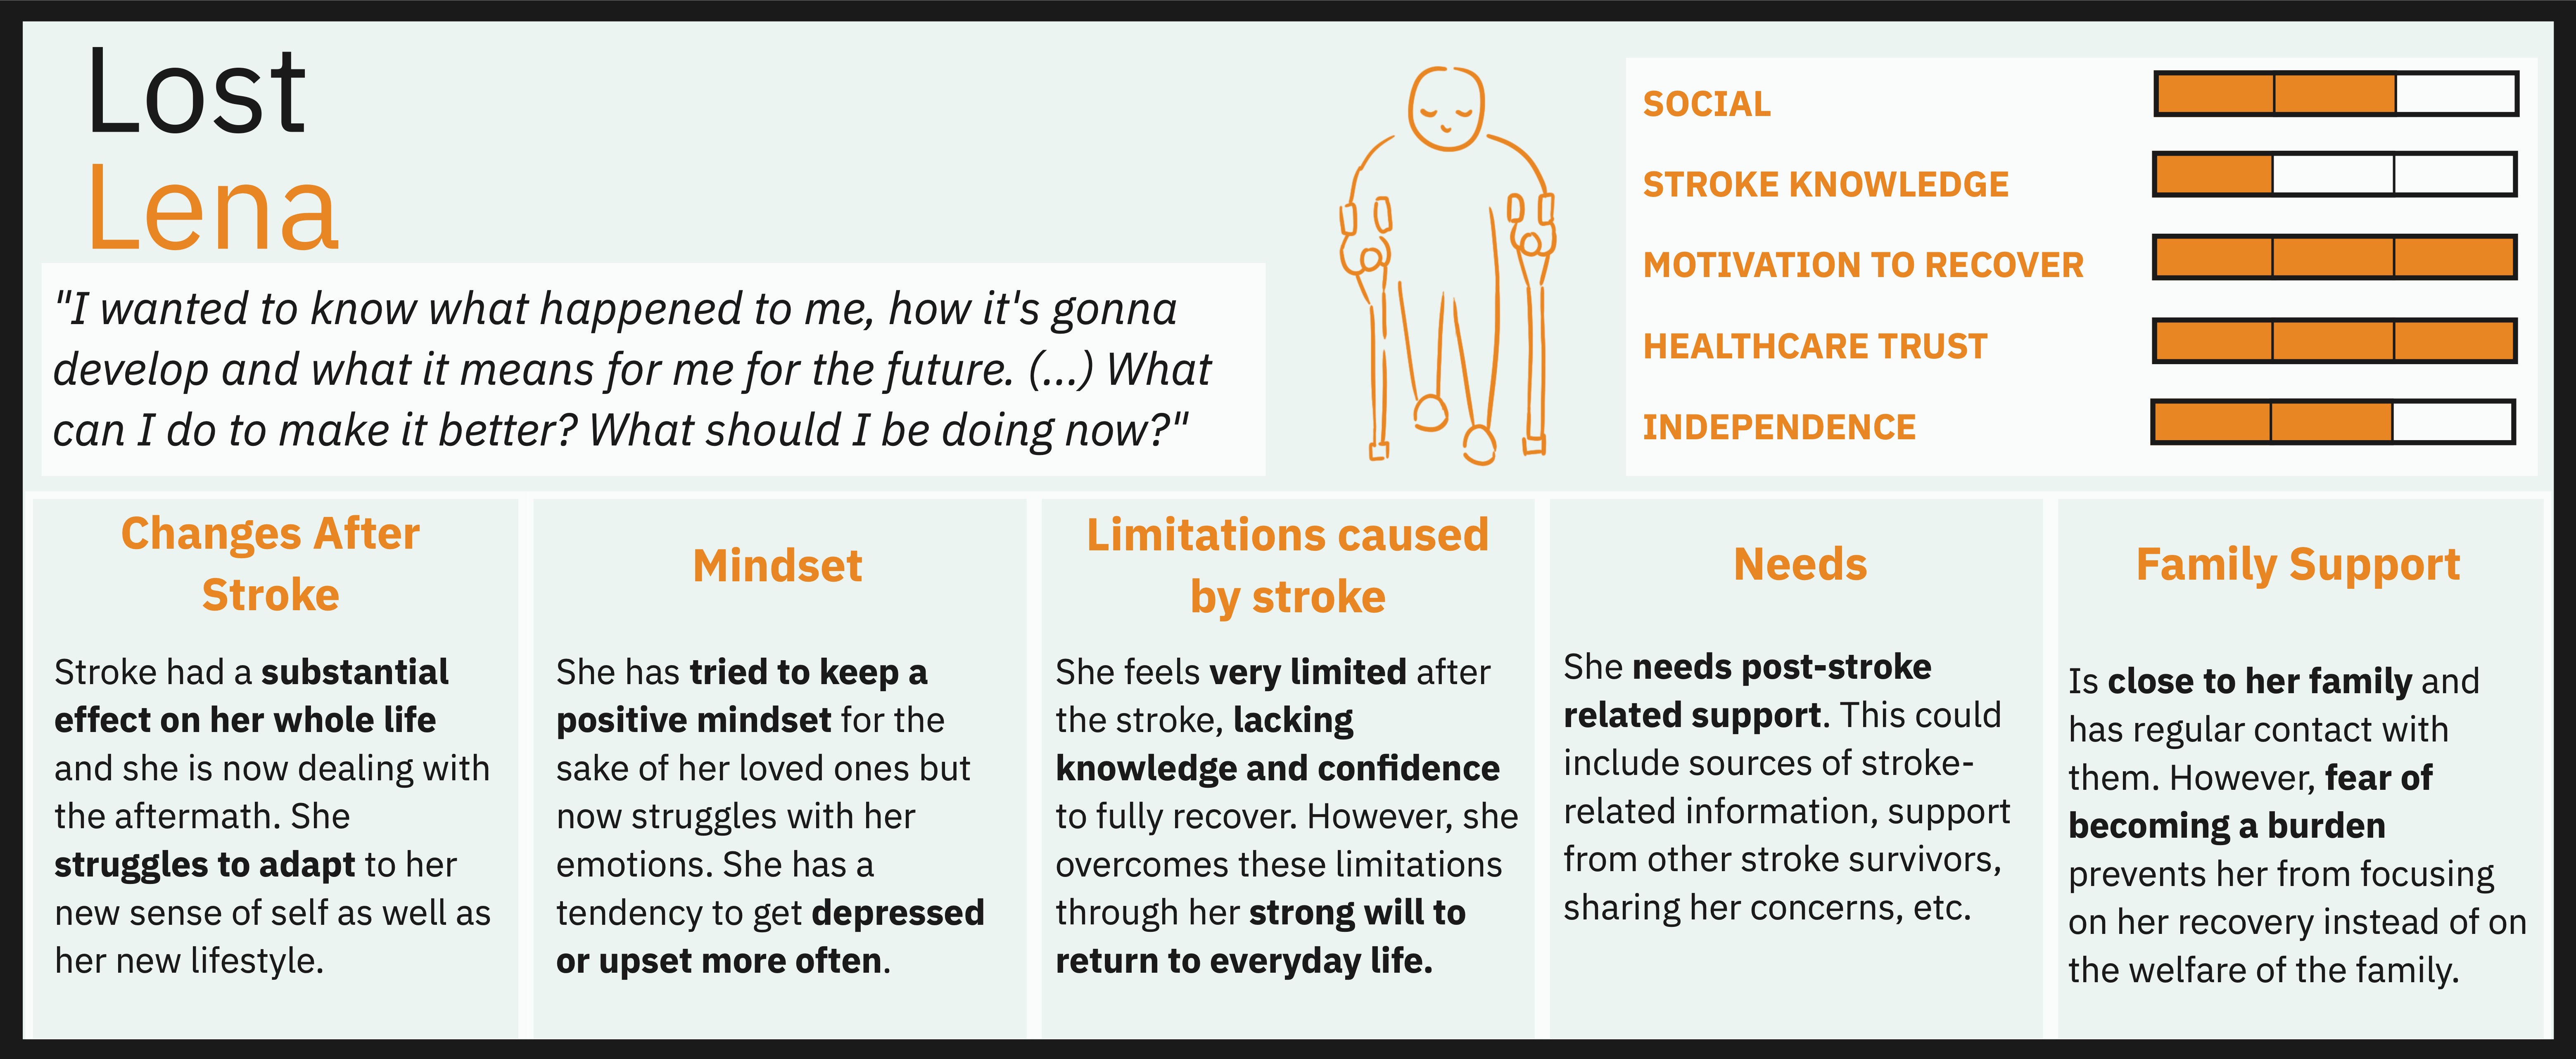 Lost
Lena
"I wanted to know what happened to me, how it's gonna
develop and what it means for me for the future. (...) What
can I do to make it better? What should I be doing now?"
SOCIAL
STROKE KNOWLEDGE
MOTIVATION TO RECOVER
HEALTHCARE TRUST
INDEPENDENCE
Changes After
Stroke
Stroke had a substantial
effect on her whole life
and she is now dealing with
the aftermath. She
struggles to adapt to her
new sense of self as well as
her new lifestyle.
Mindset
She has tried to keep a
positive mindset for the
sake of her loved ones but
now struggles with her
emotions. She has a
tendency to get depressed
or upset more often.
Limitations caused
by stroke
She feels very limited after
the stroke, lacking
knowledge and confidence
to fully recover. However, she
overcomes these limitations
through her strong will to
return to everyday life.
Needs
She needs post-stroke
related support. This could
include sources of stroke-
related information, support
from other stroke survivors,
sharing her concerns, etc.
Family Support
Is close to her family and
has regular contact with
them. However, fear of
becoming a burden
prevents her from focusing
on her recovery instead of on
the welfare of the family.